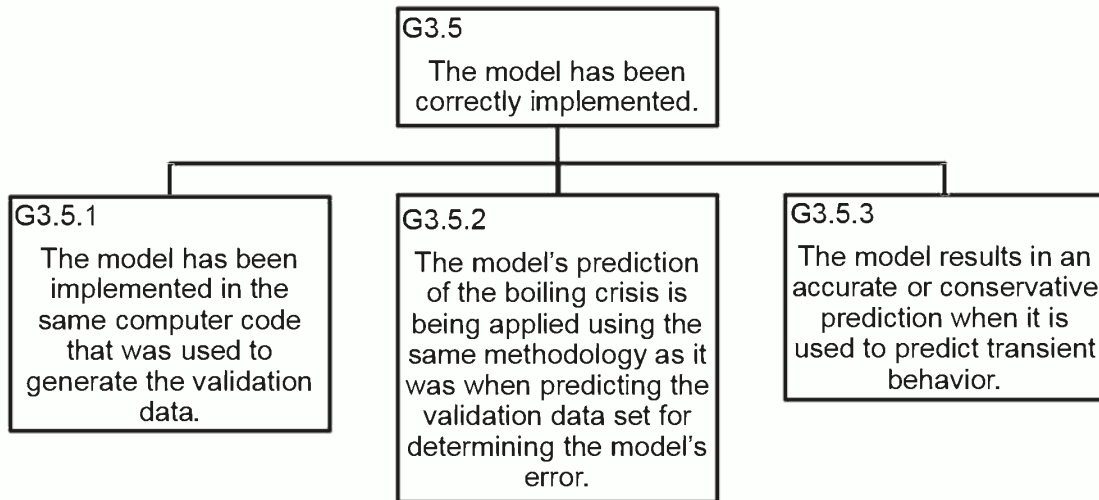 G3.5
The model has been
correctly implemented.
G3.5.1
The model has been
implemented in the
same computer code
that was used to
generate the validation
data.
G3.5.2
The model’s prediction
of the boiling crisis is
being applied using the
same methodology as it
was when predicting the
validation data set for
determining the model’s
error.
G3.5.3
The model results in an
accurate or conservative
prediction when it is
used to predict transient
behavior.